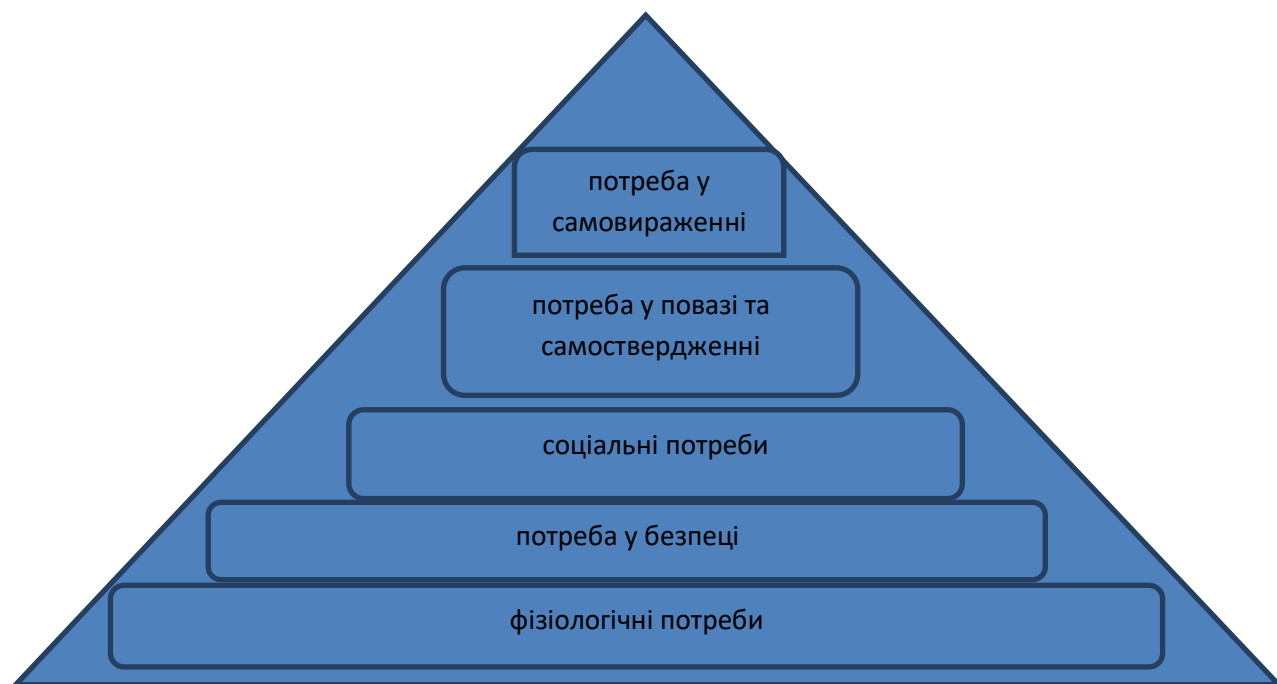 потреба у
самовираженні
потреба у повазі та
самоствердженні
соціальні потреби
потреба у безпеці
фізіологічні потреби